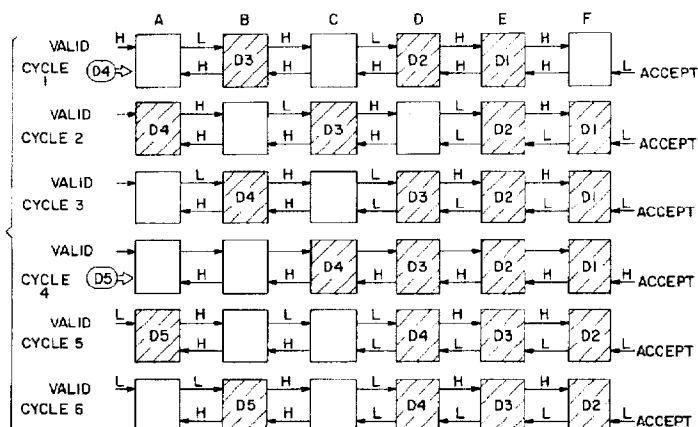 A B C D E F
VALID H L H L H H
D3 D2 D1
CYCLE 1 D4 H H H H H L ACCEPT
VALID H L H L H
D4 D3 D2 D1
CYCLE 2 H H H L L L ACCEPT
VALID L H L H H
D4 D3 D2 D1
CYCLE 3 H H L L L L ACCEPT
VALID
D4 D3 D2 D1
CYCLE 4 D5 H H H H H H ACCEPT
VALID L H L L H H
D5 D4 D3 D2
CYCLE 5 H H L L L L ACCEPT
VALID L L H L H H
D5 D4 D3 D2
CYCLE 6 H H L L L L ACCEPT